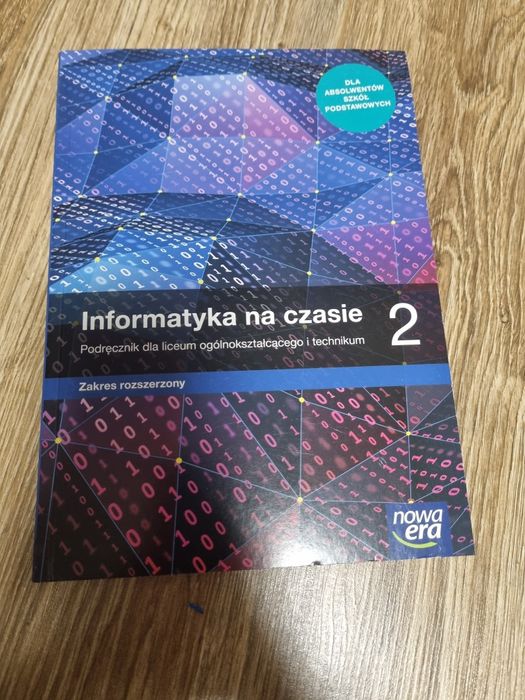 DLA
ABSOLWENTÓW
SZKÓŁ
PODSTAWOWYCH
Informatyka na czasie 2
Podręcznik dla liceum ogólnokształcącego i technikum
Zakres rozszerzony
nowa
era